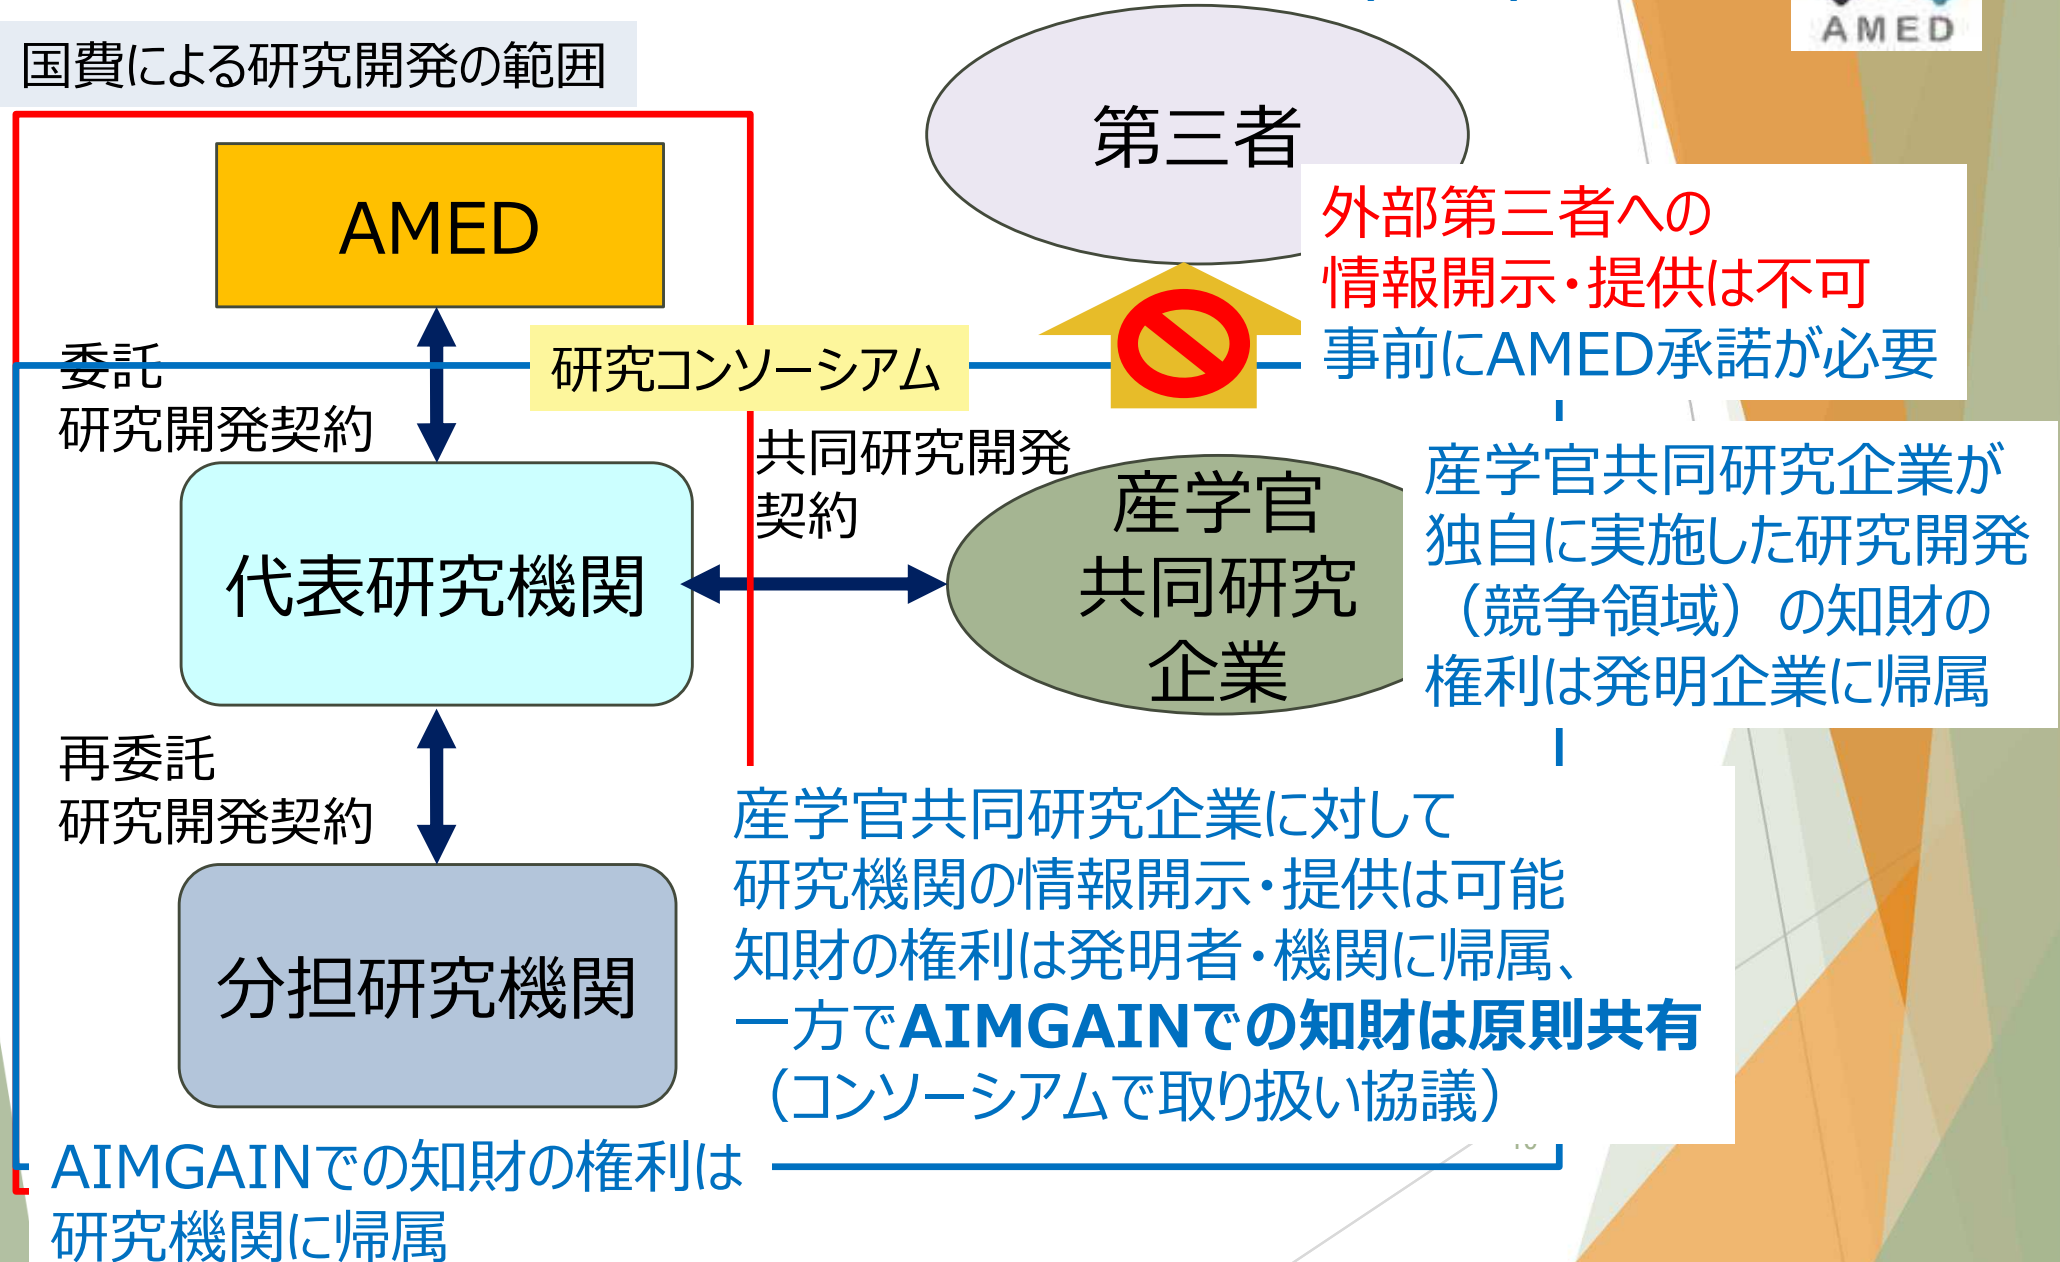 AMED
国費による研究開発の範囲
第三者
AMED
外部第三者への
情報開示・提供は不可
事前にAMED承諾が必要
委託
研究開発契約
研究コンソーシアム
共同研究開発
契約
産学官
共同研究
企業
産学官共同研究企業が
独自に実施した研究開発
（競争領域）の知財の
権利は発明企業に帰属
代表研究機関
再委託
研究開発契約
産学官共同研究企業に対して
研究機関の情報開示・提供は可能
知財の権利は発明者・機関に帰属、
一方でAIMGAINでの知財は原則共有
（コンソーシアムで取り扱い協議）
分担研究機関
AIMGAINでの知財の権利は
研究機関に帰属